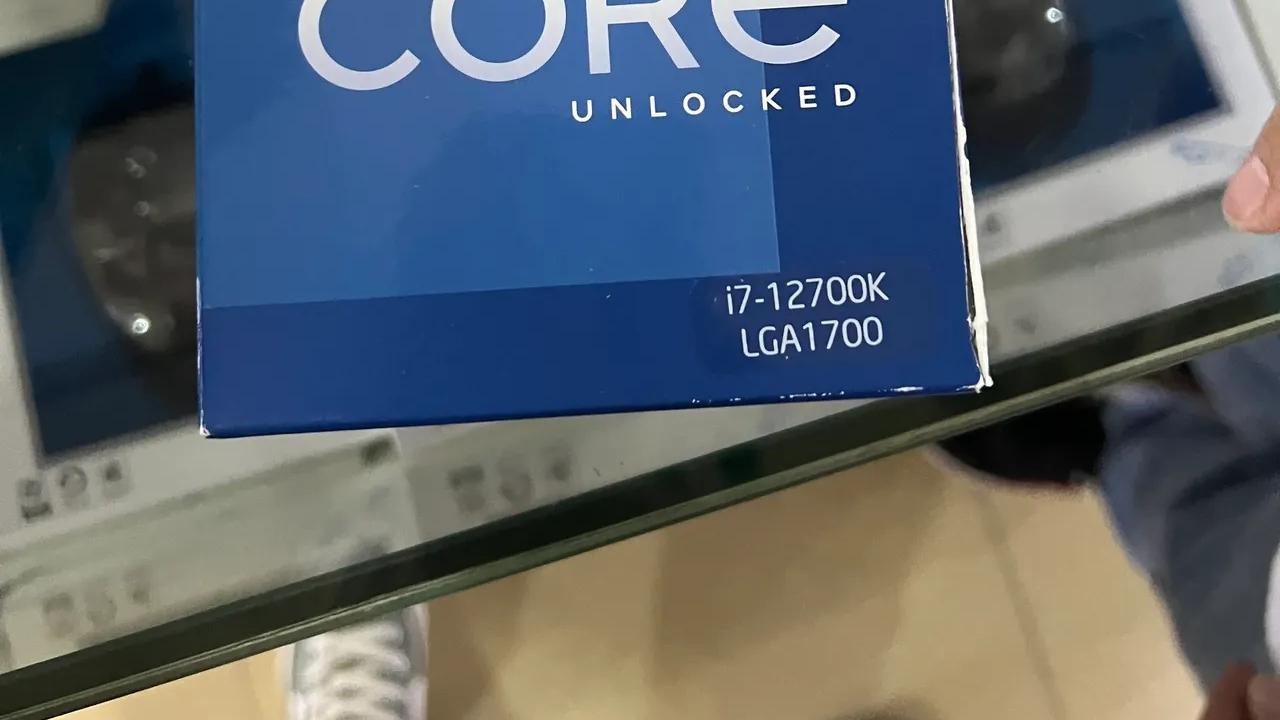 CORE
UNLOCKED
i7-12700K
LGA1700